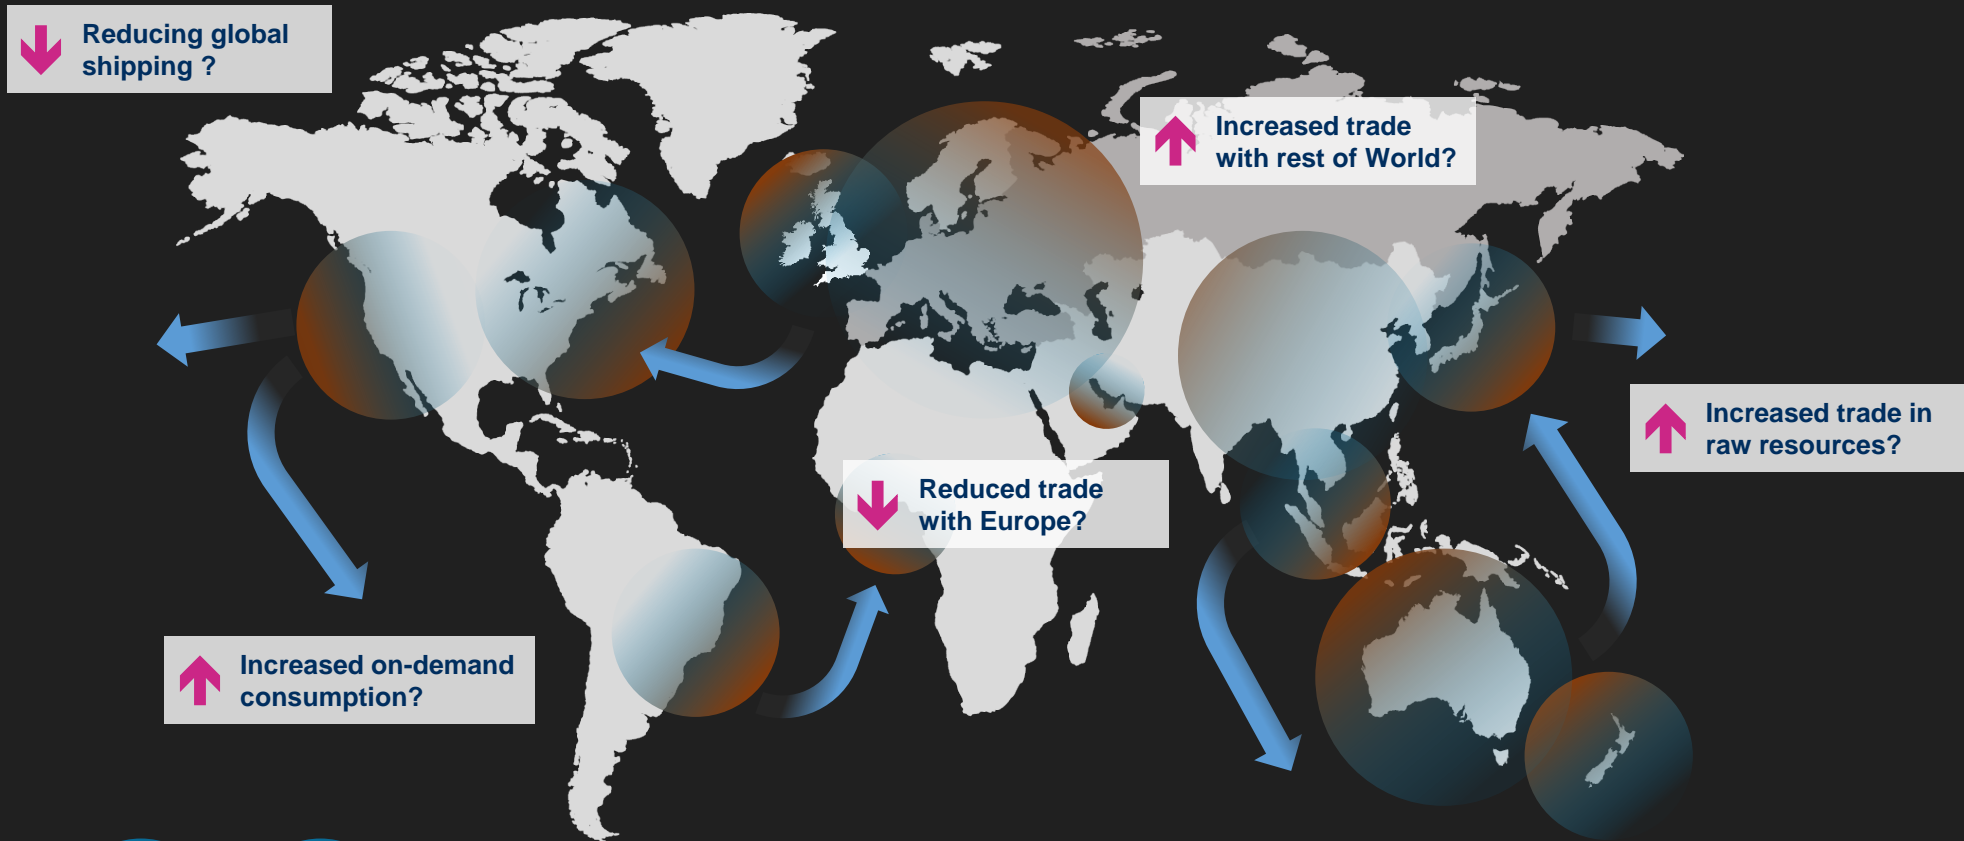 Reducing global
shipping ?
Increased trade
with rest of World?
Increased trade in
raw resources?
Reduced trade
with Europe?
Increased on-demand
consumption?